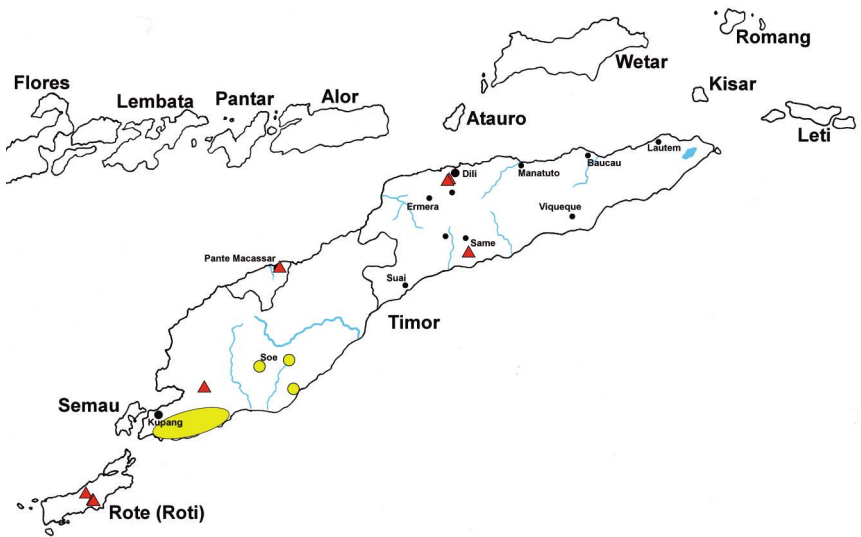 Romang
Wetar
Flores
Kisar
Lembata
Pantar
Alor
Atauro
Leti
Lautem
Baucau
Dili
Manatuto
Ermera
Viqueque
Same
Pante Macassar
Suai
Timor
Soe
Semau
Kupang
Rote (Roti)